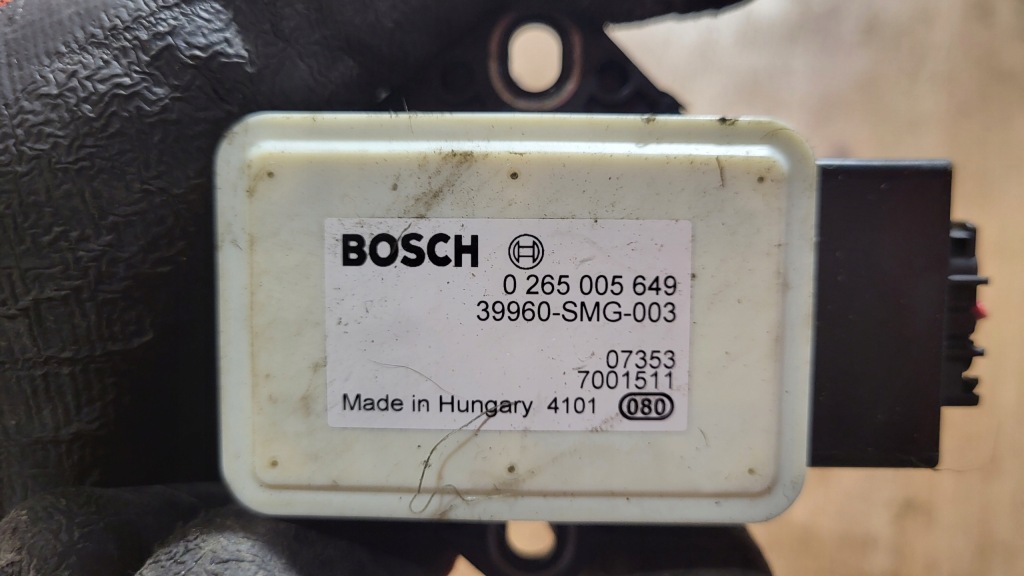 BOSCH
0 265 005 649
39960-SMG-003
07353
7001511
Made in Hungary 4101 080